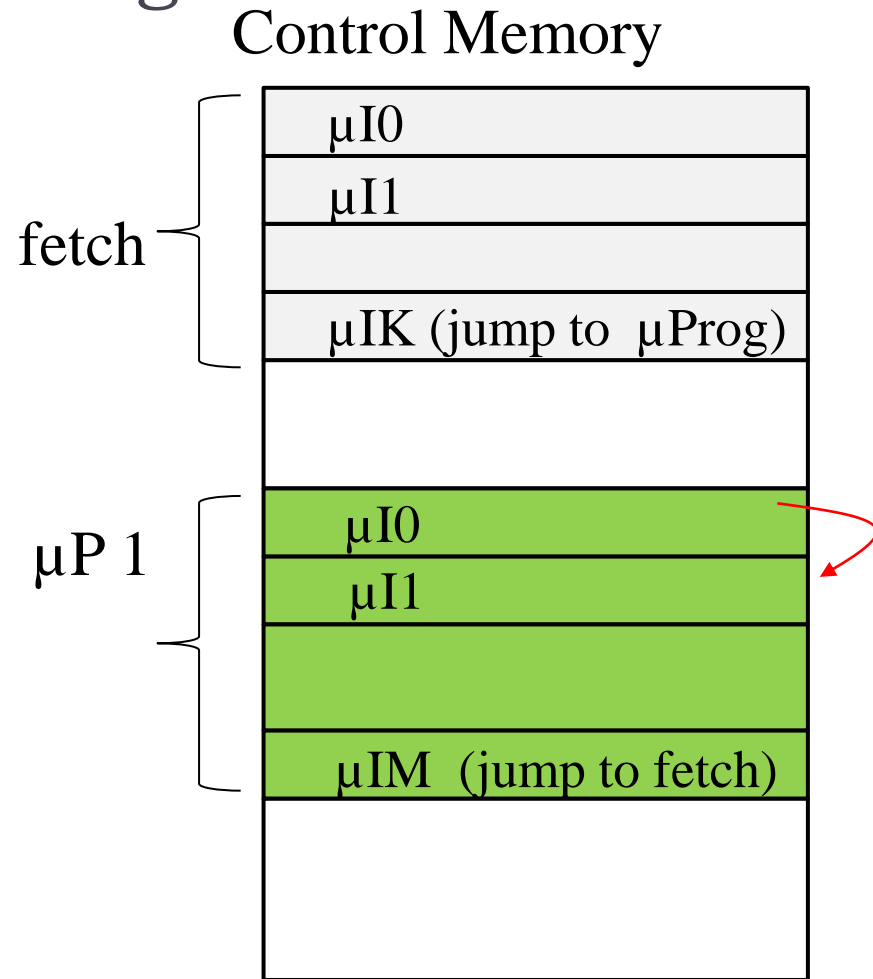 Control Memory
µI0
µI1
fetch
µIK (jump to µProg)
µI0
µP 1
µI1
µIM (jump to fetch)